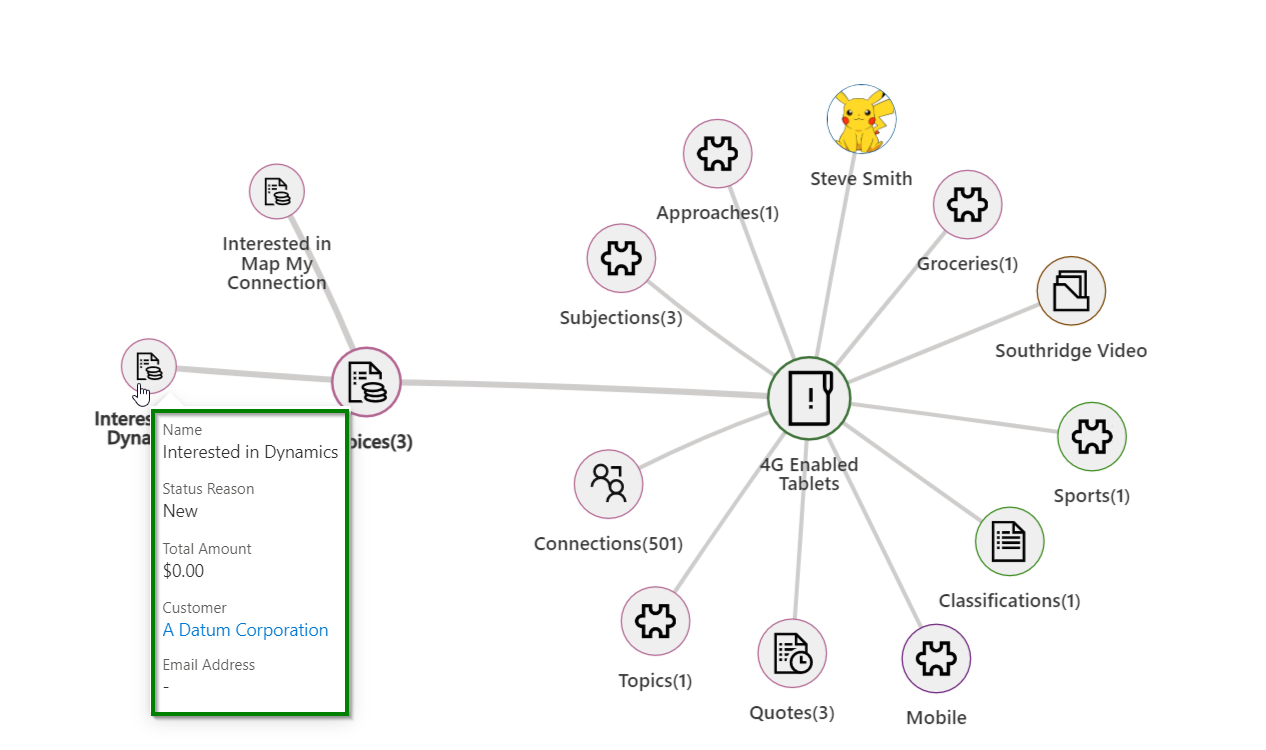 Steve Smith
Approaches(1)
Interested in
Map My
Connection
Groceries(1)
Subjections(3)
Southridge Video
oices(3)
4G Enabled
Tablets
Sports(1)
Connections(501)
Classifications(1)
Topics(1)
Quotes(3)
Mobile
Interes
Dyna
Name
Interested in Dynamics
Status Reason
New
Total Amount
$0.00
Customer
A Datum Corporation
Email Address
-